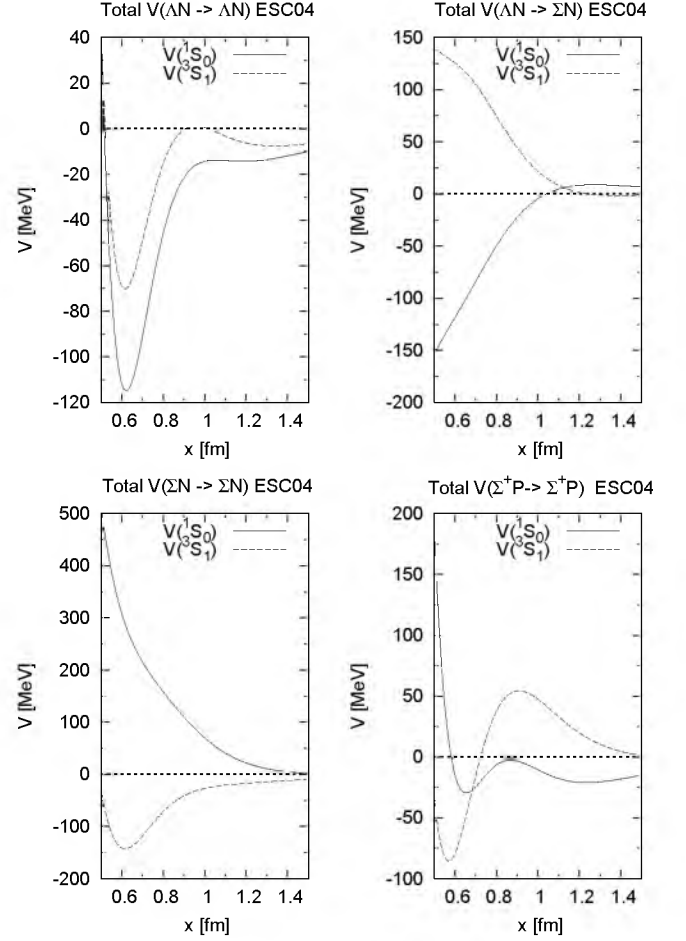 Total V(ΛN -> ΛN) ESC04
V(¹S₀)
V(³S₁)
40
20
0
-20
-40
-60
-80
-100
-120
V [MeV]
0.6 0.8 1 1.2 1.4
x [fm]
Total V(ΛN -> ΣN) ESC04
V(¹S₀)
V(³S₁)
150
100
50
0
-50
-100
-150
-200
V [MeV]
0.6 0.8 1 1.2 1.4
x [fm]
Total V(ΣN -> ΣN) ESC04
V(¹S₀)
V(³S₁)
500
400
300
200
100
0
-100
-200
V [MeV]
0.6 0.8 1 1.2 1.4
x [fm]
Total V(Σ⁺P-> Σ⁺P) ESC04
V(¹S₀)
V(³S₁)
200
150
100
50
0
-50
-100
V [MeV]
0.6 0.8 1 1.2 1.4
x [fm]